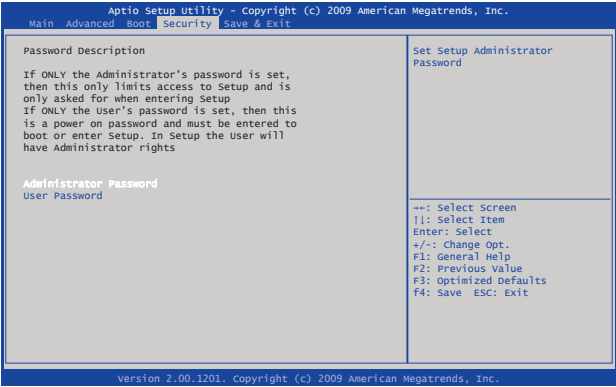 Aptio Setup Utility – Copyright (c) 2009 American Megatrends, Inc.
Main Advanced Boot Security Save & Exit
Password Description
If ONLY the Administrator's password is set,
then this only limits access to Setup and is
only asked for when entering Setup
If ONLY the User's password is set, then this
is a power on password and must be entered to
boot or enter Setup. In Setup the User will
have Administrator rights
Administrator Password
User Password
Set Setup Administrator
Password
→←: Select Screen
↑↓: Select Item
Enter: Select
+/-: Change Opt.
F1: General Help
F2: Previous Value
F3: Optimized Defaults
f4: Save ESC: Exit
Version 2.00.1201. Copyright (c) 2009 American Megatrends, Inc.